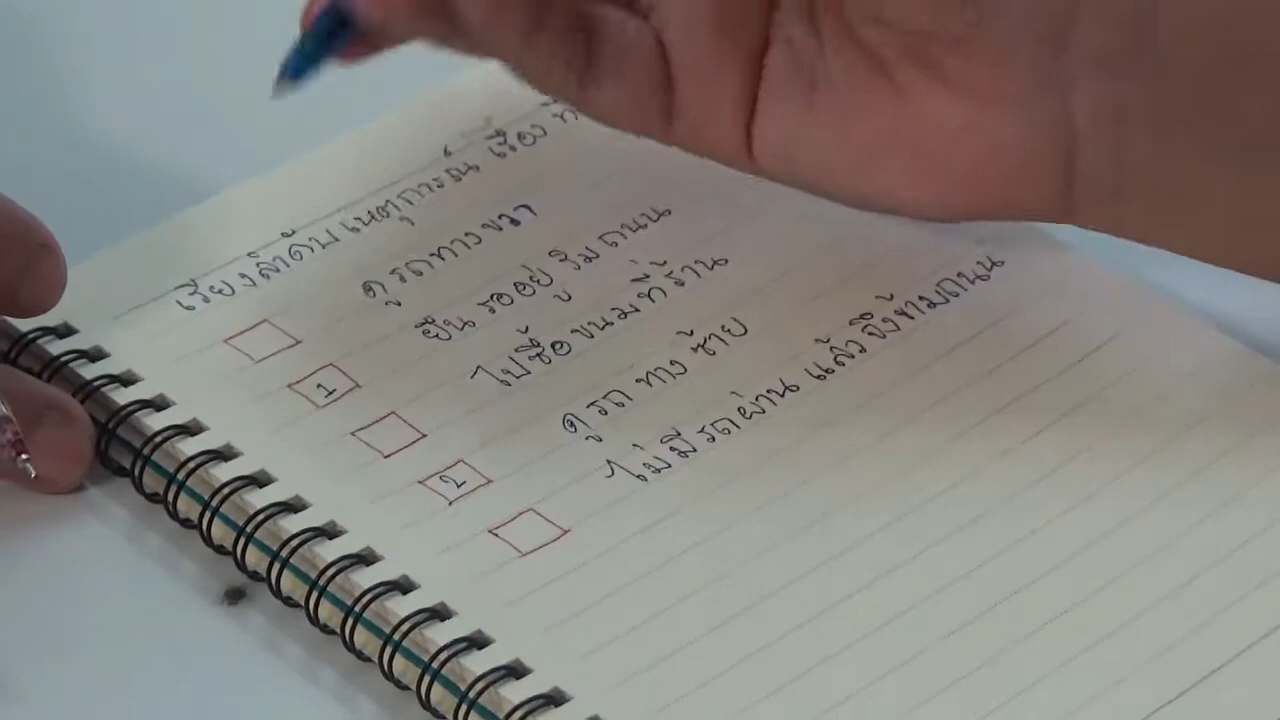 เรียงลำดับเหตุการณ์ เรื่อง
ดูรถทางขวา
1 ยืนรออยู่ริมถนน
ไปซื้อขนมที่ร้าน
2 ดูรถทางซ้าย
ไม่มีรถผ่าน แล้วจึงข้ามถนน